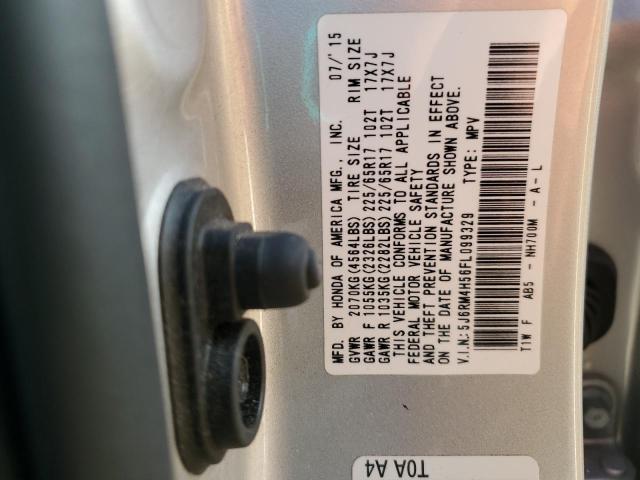 MFD. BY HONDA OF AMERICA MFG., INC. 07/'15
GVWR 2070KG(4564LBS) TIRE SIZE RIM SIZE
GAWR F 1055KG(2326LBS) 225/65R17 102T 17X7J
GAWR R 1035KG(2282LBS) 225/65R17 102T 17X7J
THIS VEHICLE CONFORMS TO ALL APPLICABLE
FEDERAL MOTOR VEHICLE SAFETY
AND THEFT PREVENTION STANDARDS IN EFFECT
ON THE DATE OF MANUFACTURE SHOWN ABOVE.
V.I.N.: 5J6RM4H56FL099329 TYPE: MPV
T1W F AB5 - NH700M - A - L
T0A A4